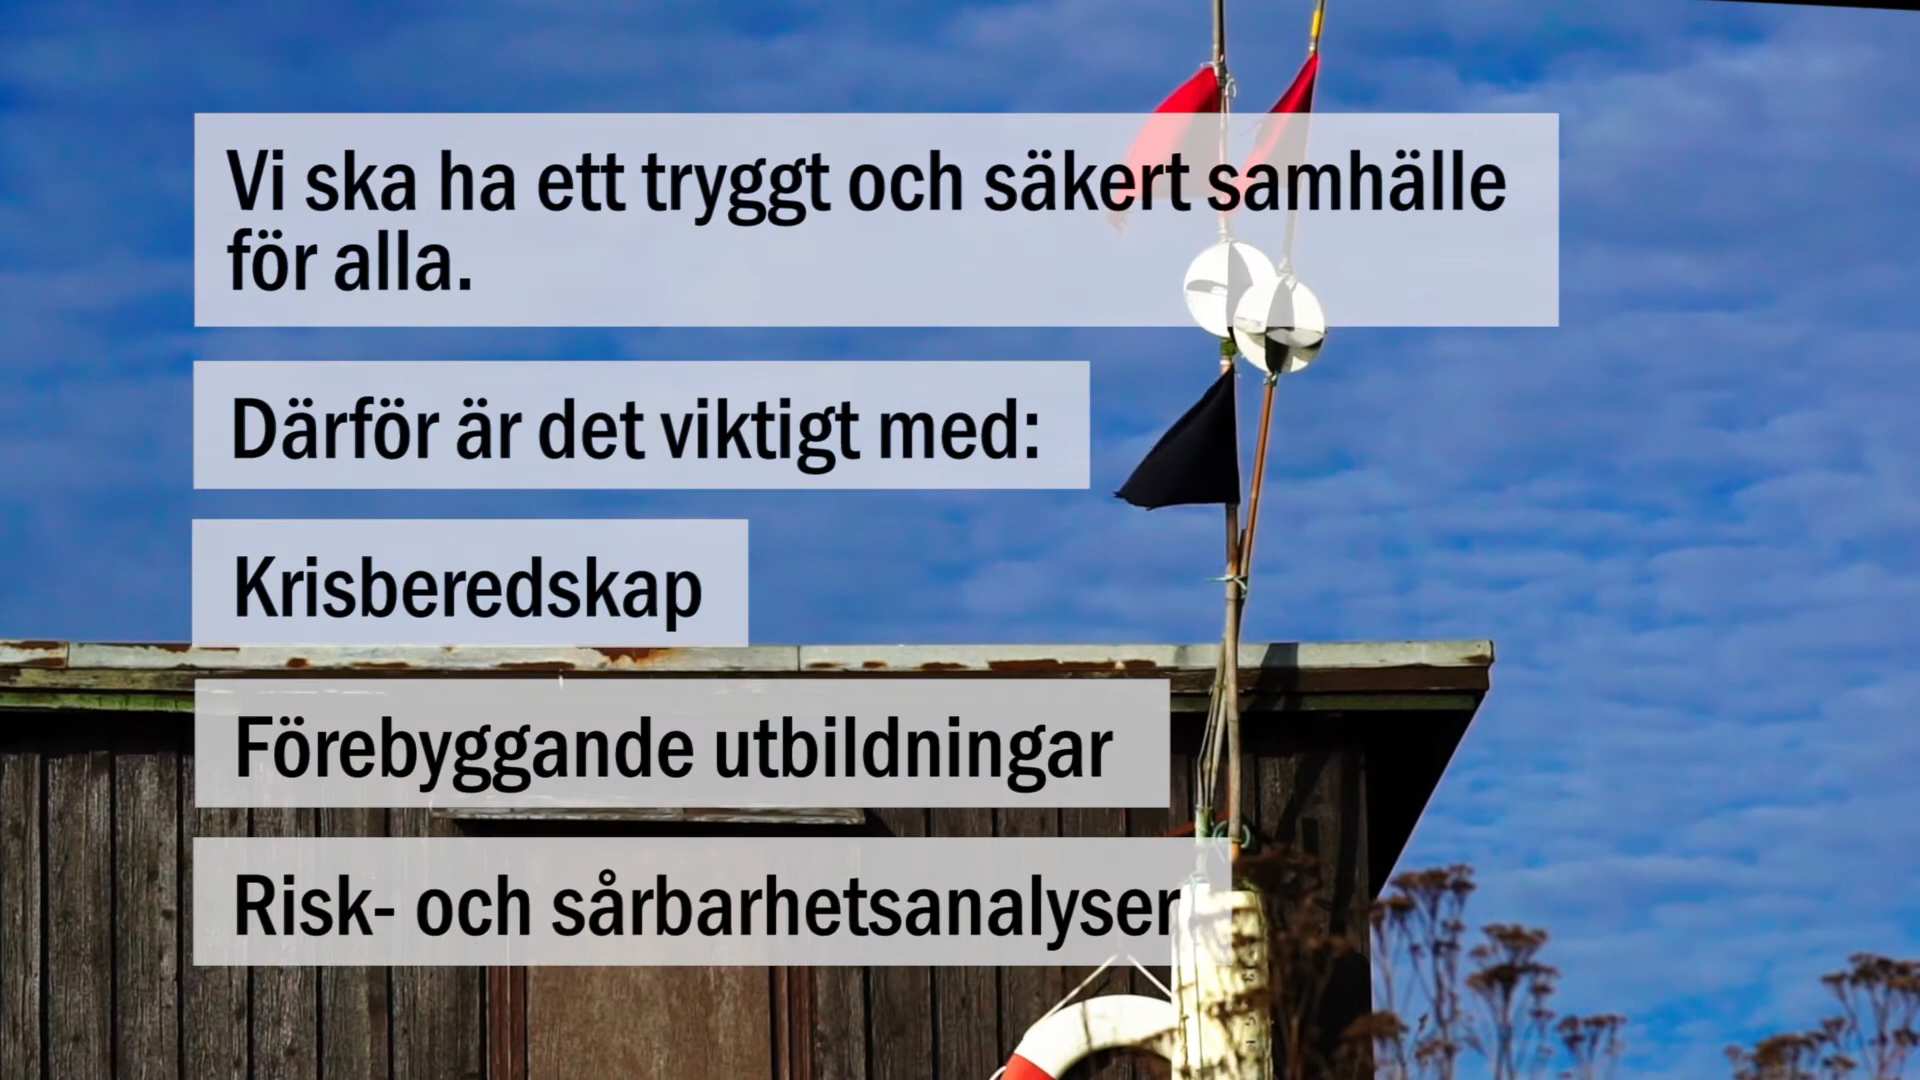 Vi ska ha ett tryggt och säkert samhälle
för alla.
Därför är det viktigt med:
Krisberedskap
Förebyggande utbildningar
Risk- och sårbarhetsanalyser